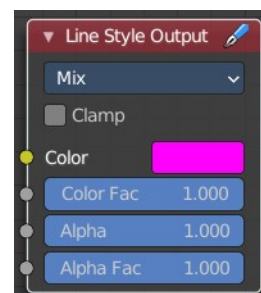 Line Style Output
Mix
Clamp
Color
Color Fac 1.000
Alpha 1.000
Alpha Fac 1.000